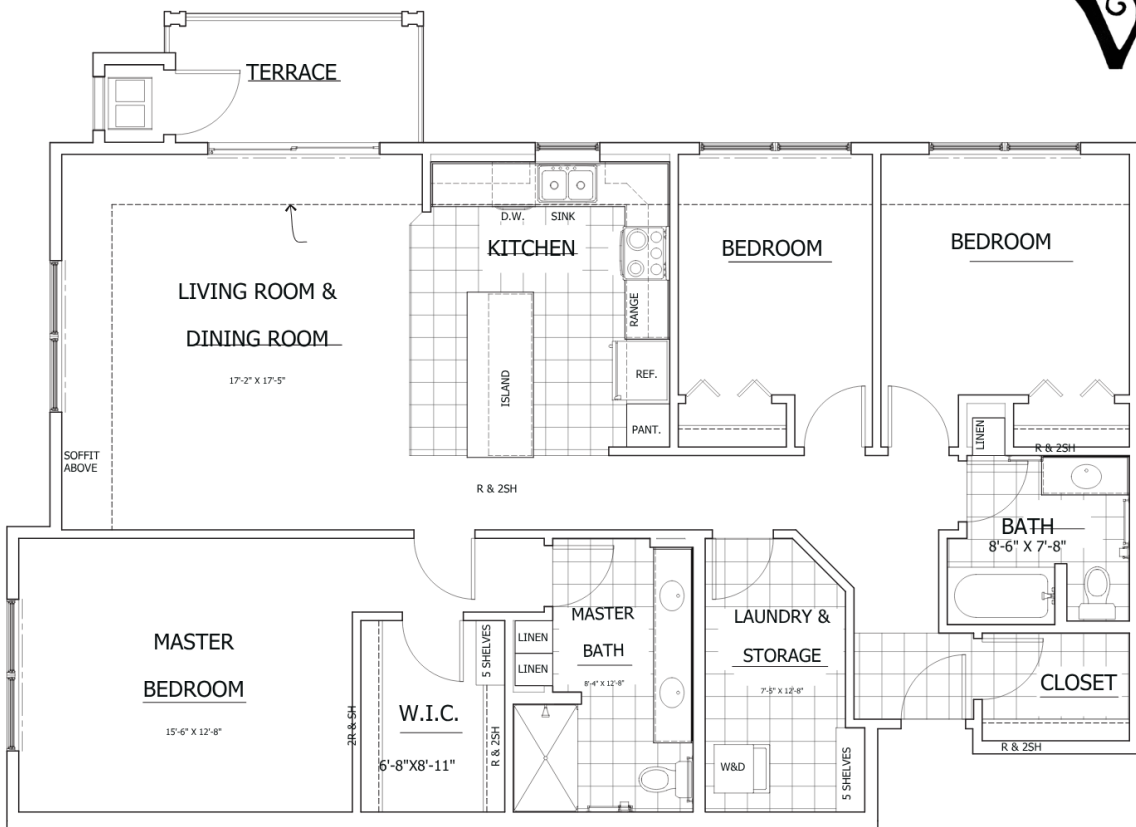 TERRACE
D.W.
SINK
KITCHEN
BEDROOM
BEDROOM
LIVING ROOM &
DINING ROOM
17'-2" X 17'-5"
RANGE
ISLAND
REF.
PANT.
LINEN
SOFFIT
ABOVE
R & 2SH
R & 2SH
BATH
8'-6" X 7'-8"
MASTER
BEDROOM
15'-6" X 12'-8"
2R & SH
W.I.C.
6'-8"X8'-11"
5 SHELVES
R & 2SH
LINEN
LINEN
MASTER
BATH
8'-4" X 12'-8"
LAUNDRY &
STORAGE
7'-5" X 12'-8"
W&D
5 SHELVES
CLOSET
R & 2SH